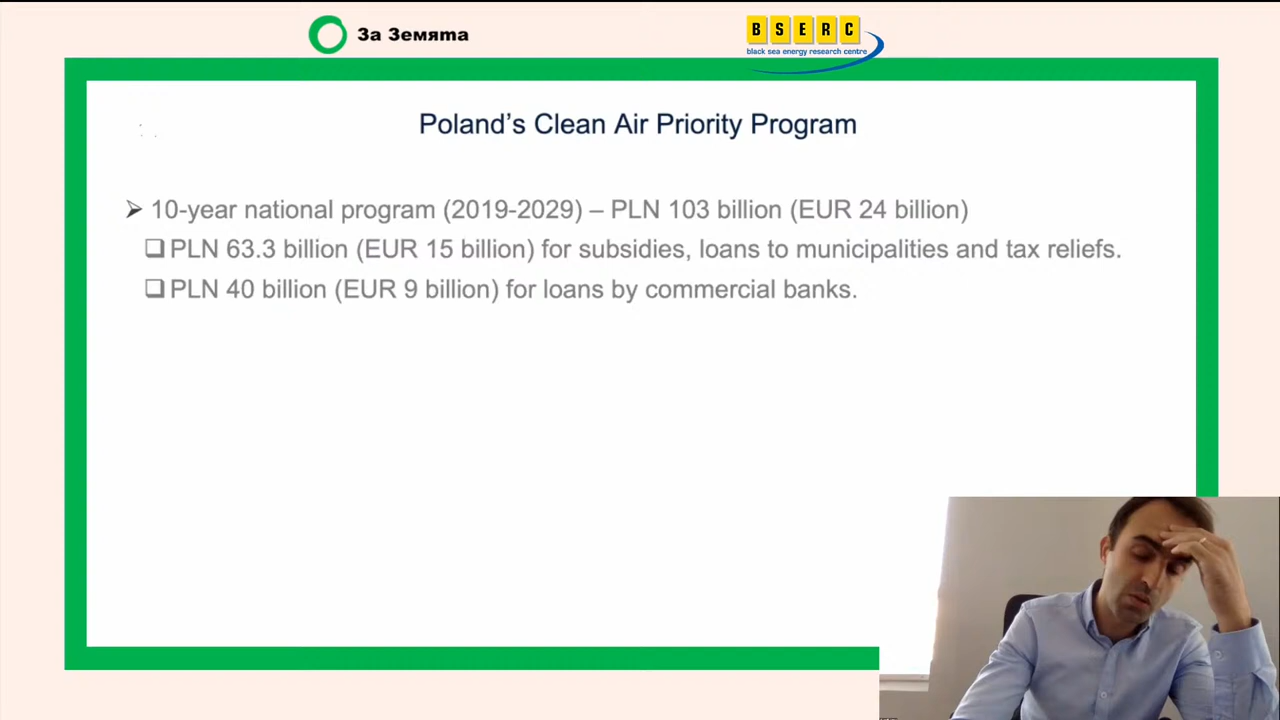 За Земята
BSERC
black sea energy research centre
Poland’s Clean Air Priority Program
10-year national program (2019-2029) – PLN 103 billion (EUR 24 billion)
PLN 63.3 billion (EUR 15 billion) for subsidies, loans to municipalities and tax reliefs.
PLN 40 billion (EUR 9 billion) for loans by commercial banks.